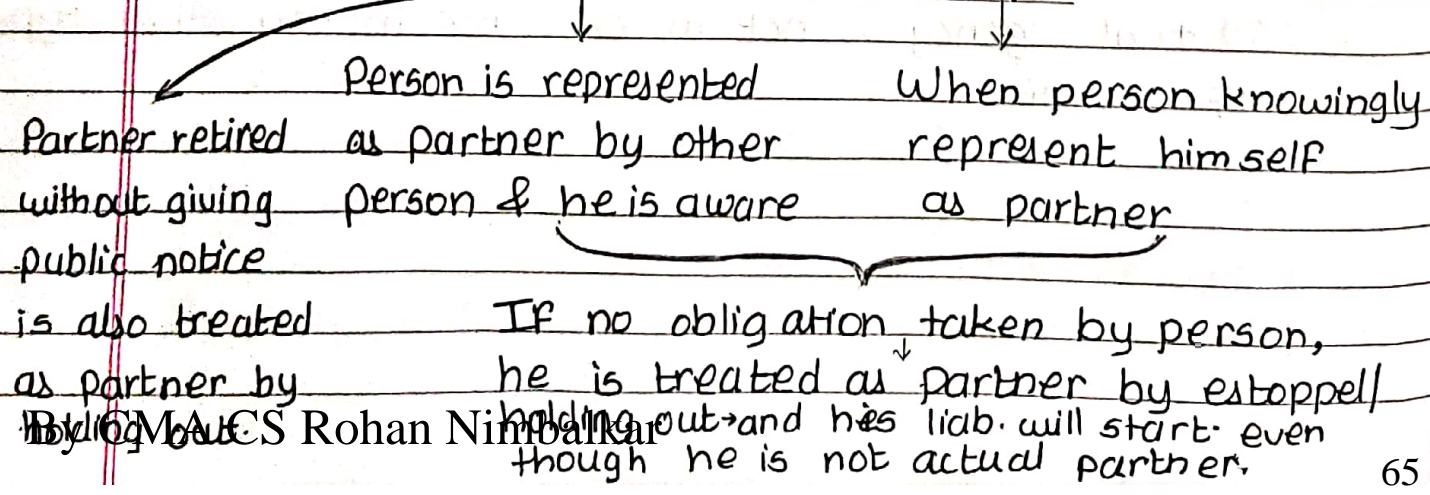 Person is represented
as partner by other
person & he is aware
When person knowingly
represent himself
as partner
Partner retired
without giving
public notice
is also treated
as partner by
holding out
If no obligation taken by person,
he is treated as partner by estoppel/
holding out→and his liab. will start even
though he is not actual partner.
By CMA CS Rohan Nimbalkar
65